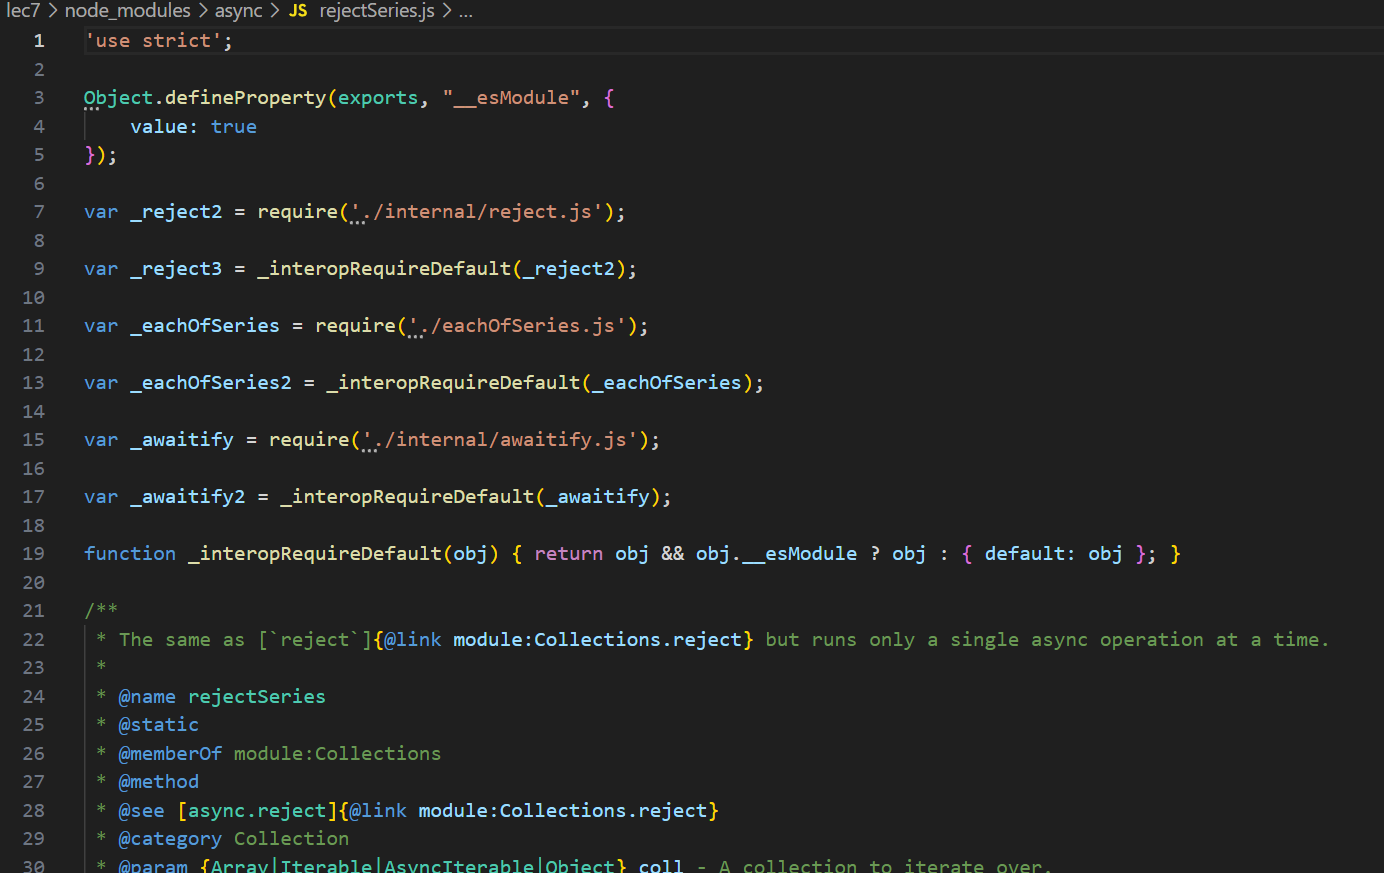 lec7 > node_modules > async > JS rejectSeries.js > ...
1 'use strict';
2
3 Object.defineProperty(exports, "__esModule", {
4     value: true
5 });
6
7 var _reject2 = require('./internal/reject.js');
8
9 var _reject3 = _interopRequireDefault(_reject2);
10
11 var _eachOfSeries = require('./eachOfSeries.js');
12
13 var _eachOfSeries2 = _interopRequireDefault(_eachOfSeries);
14
15 var _awaitify = require('./internal/awaitify.js');
16
17 var _awaitify2 = _interopRequireDefault(_awaitify);
18
19 function _interopRequireDefault(obj) { return obj && obj.__esModule ? obj : { default: obj }; }
20
21 /**
22  * The same as [`reject`]{@link module:Collections.reject} but runs only a single async operation at a time.
23  *
24  * @name rejectSeries
25  * @static
26  * @memberOf module:Collections
27  * @method
28  * @see [async.reject]{@link module:Collections.reject}
29  * @category Collection
30  * @param {Array|Iterable|AsyncIterable|Object} coll - A collection to iterate over.